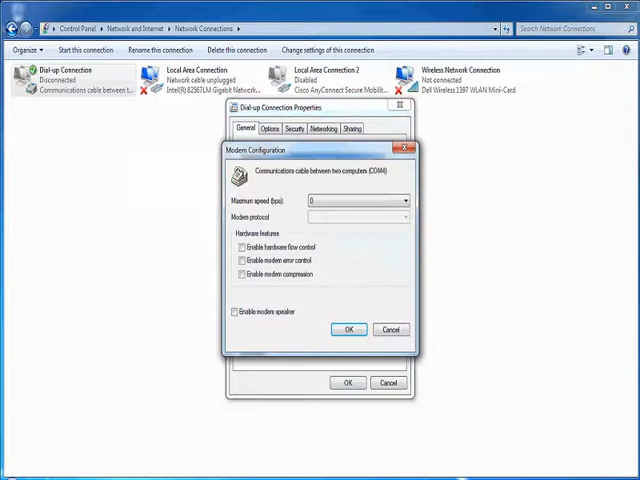 Control Panel ▸ Network and Internet ▸ Network Connections ▸
Search Network Connections
Organize ▾ Start this connection Rename this connection Delete this connection Change settings of this connection
Dial-up Connection
Disconnected
Communications cable between t...
Local Area Connection
Network cable unplugged
Intel(R) 82567LM Gigabit Network...
Local Area Connection 2
Disabled
Cisco AnyConnect Secure Mobilit...
Wireless Network Connection
Not connected
Dell Wireless 1397 WLAN Mini-Card
Dial-up Connection Properties
General Options Security Networking Sharing
Modem Configuration
Communications cable between two computers (COM4)
Maximum speed (bps): 0
Modem protocol
Hardware features
Enable hardware flow control
Enable modem error control
Enable modem compression
Enable modem speaker
OK Cancel
OK Cancel